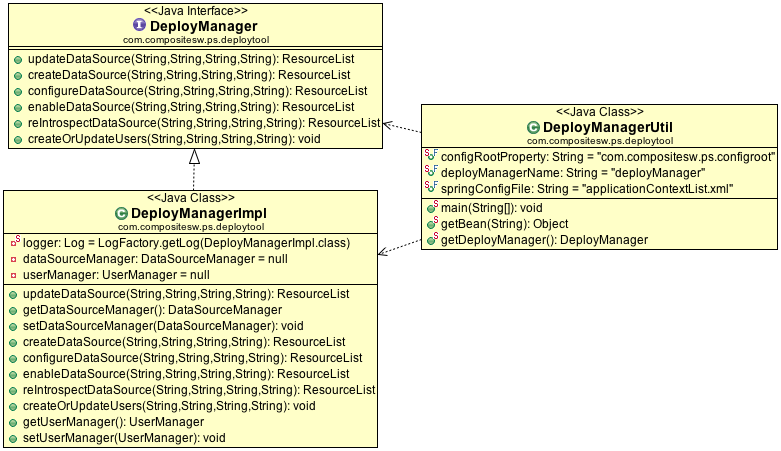 <<Java Interface>>
DeployManager
com.compositesw.ps.deploytool
updateDataSource(String,String,String,String): ResourceList
createDataSource(String,String,String,String): ResourceList
configureDataSource(String,String,String,String): ResourceList
enableDataSource(String,String,String,String): ResourceList
reIntrospectDataSource(String,String,String,String): ResourceList
createOrUpdateUsers(String,String,String,String): void
<<Java Class>>
DeployManagerUtil
com.compositesw.ps.deploytool
configRootProperty: String = "com.compositesw.ps.configroot"
deployManagerName: String = "deployManager"
springConfigFile: String = "applicationContextList.xml"
main(String[]): void
getBean(String): Object
getDeployManager(): DeployManager
<<Java Class>>
DeployManagerImpl
com.compositesw.ps.deploytool
logger: Log = LogFactory.getLog(DeployManagerImpl.class)
dataSourceManager: DataSourceManager = null
userManager: UserManager = null
updateDataSource(String,String,String,String): ResourceList
getDataSourceManager(): DataSourceManager
setDataSourceManager(DataSourceManager): void
createDataSource(String,String,String,String): ResourceList
configureDataSource(String,String,String,String): ResourceList
enableDataSource(String,String,String,String): ResourceList
reIntrospectDataSource(String,String,String,String): ResourceList
createOrUpdateUsers(String,String,String,String): void
getUserManager(): UserManager
setUserManager(UserManager): void